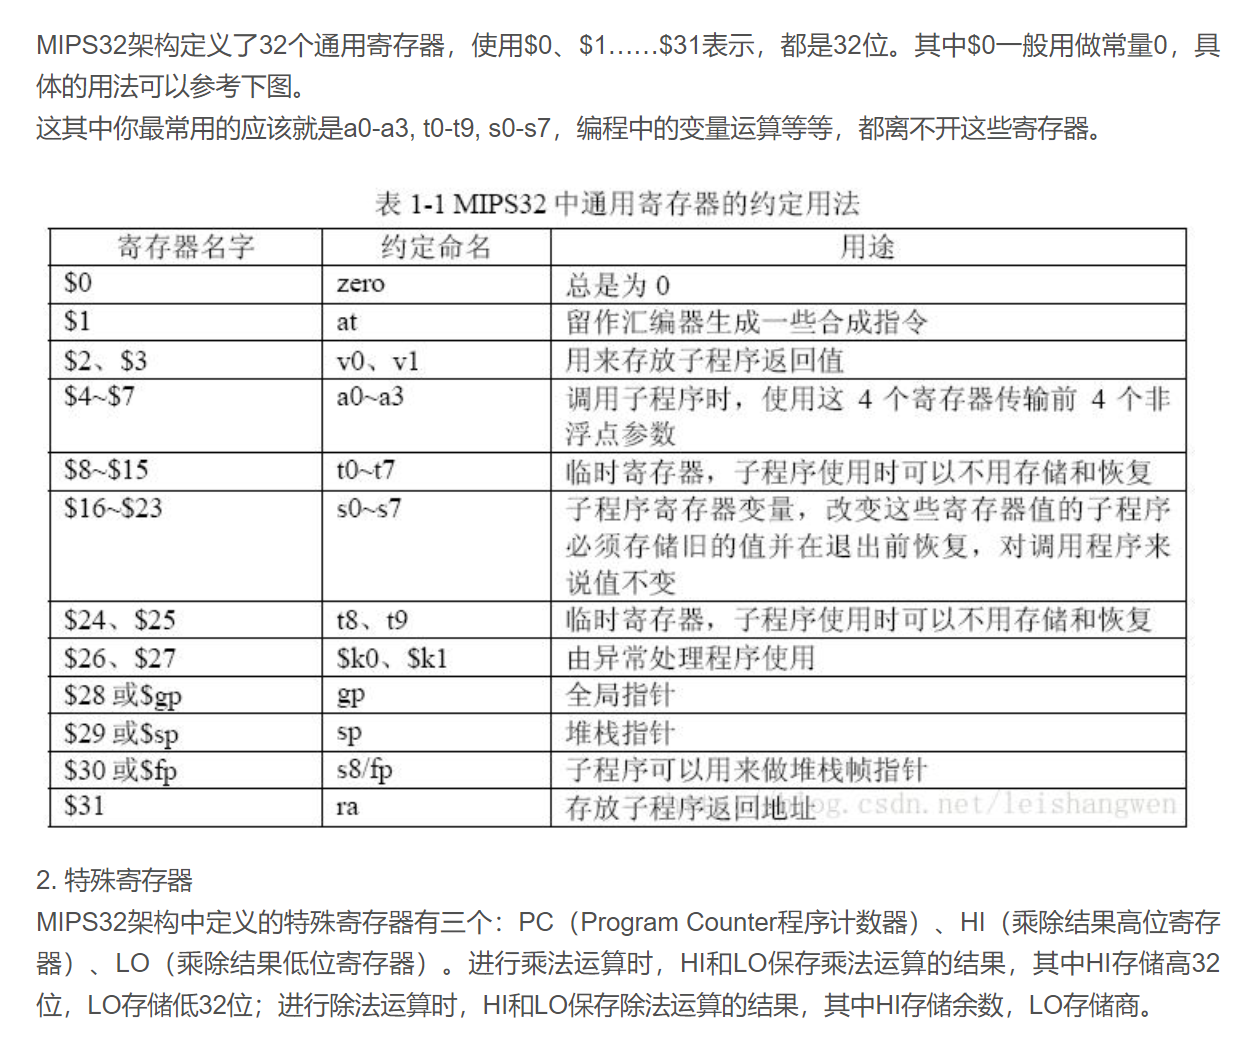 MIPS32架构定义了32个通用寄存器，使用$0、$1……$31表示，都是32位。其中$0一般用做常量0，具
体的用法可以参考下图。
这其中你最常用的应该就是a0-a3, t0-t9, s0-s7，编程中的变量运算等等，都离不开这些寄存器。
表 1-1 MIPS32 中通用寄存器的约定用法
寄存器名字 约定命名 用途
$0 zero 总是为 0
$1 at 留作汇编器生成一些合成指令
$2、$3 v0、v1 用来存放子程序返回值
$4~$7 a0~a3 调用子程序时，使用这 4 个寄存器传输前 4 个非
浮点参数
$8~$15 t0~t7 临时寄存器，子程序使用时可以不用存储和恢复
$16~$23 s0~s7 子程序寄存器变量，改变这些寄存器值的子程序
必须存储旧的值并在退出前恢复，对调用程序来
说值不变
$24、$25 t8、t9 临时寄存器，子程序使用时可以不用存储和恢复
$26、$27 $k0、$k1 由异常处理程序使用
$28 或$gp gp 全局指针
$29 或$sp sp 堆栈指针
$30 或$fp s8/fp 子程序可以用来做堆栈帧指针
$31 ra 存放子程序返回地址 og.csdn.net/leishangwen
2. 特殊寄存器
MIPS32架构中定义的特殊寄存器有三个：PC（Program Counter程序计数器）、HI（乘除结果高位寄存
器）、LO（乘除结果低位寄存器）。进行乘法运算时，HI和LO保存乘法运算的结果，其中HI存储高32
位，LO存储低32位；进行除法运算时，HI和LO保存除法运算的结果，其中HI存储余数，LO存储商。